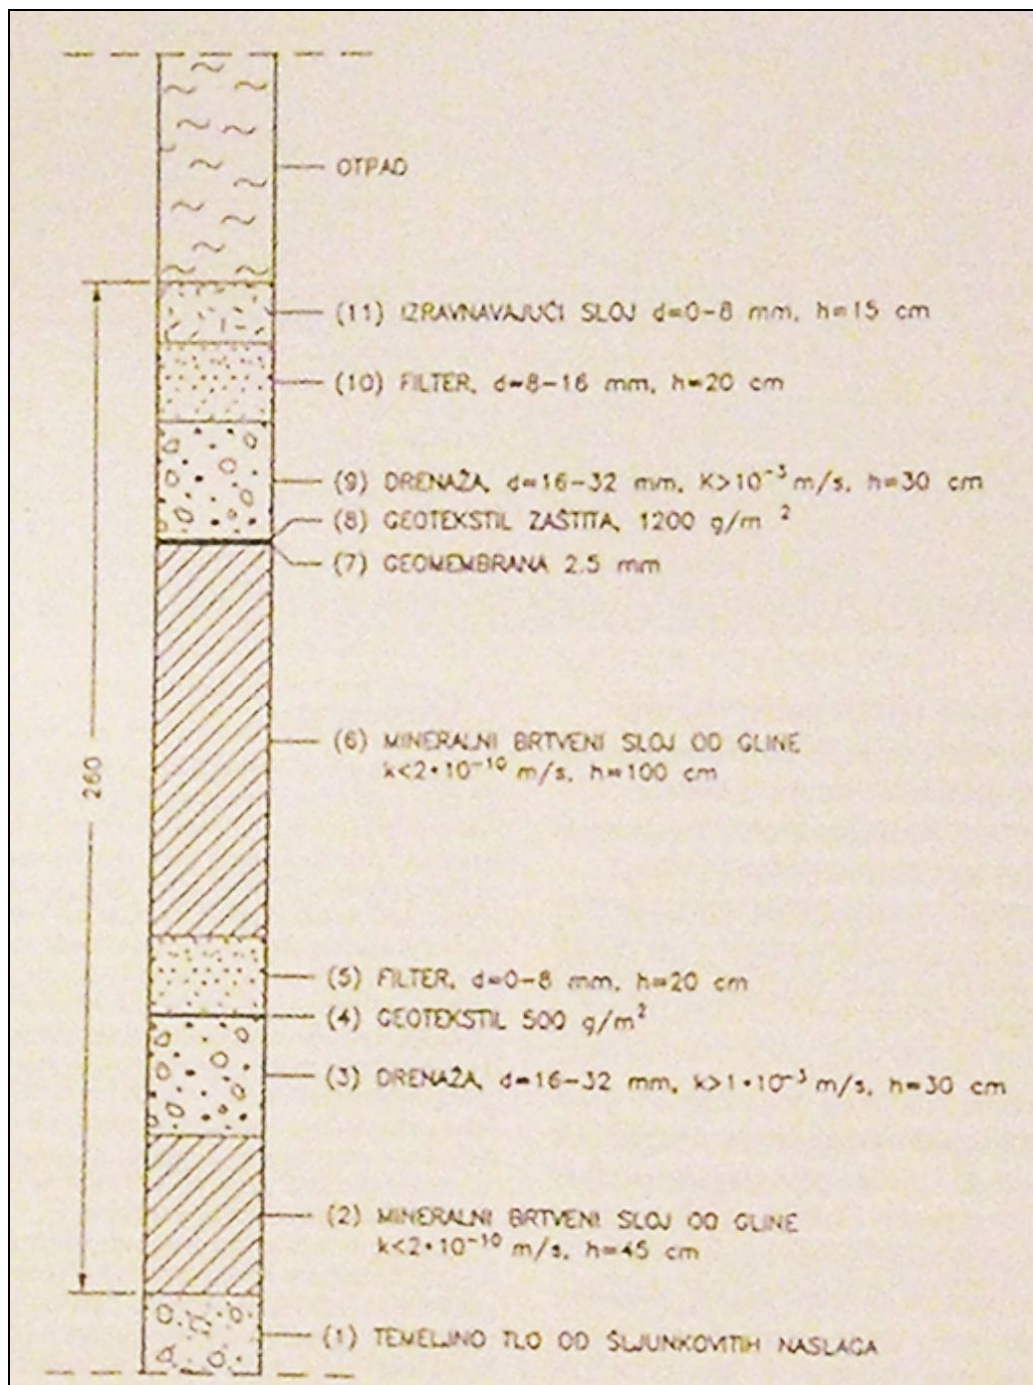 OTPAD
(11) IZRAVNAVAJUĆI SLOJ d=0-8 mm, h=15 cm
(10) FILTER, d=8-16 mm, h=20 cm
(9) DRENAŽA, d=16-32 mm, K>10⁻³ m/s, h=30 cm
(8) GEOTEKSTIL ZAŠTITA, 1200 g/m ²
(7) GEOMEMBRANA 2.5 mm
(6) MINERALNI BRTVENI SLOJ OD GLINE
k<2•10⁻¹⁰ m/s, h=100 cm
260
(5) FILTER, d=0-8 mm, h=20 cm
(4) GEOTEKSTIL 500 g/m²
(3) DRENAŽA, d=16-32 mm, k>1•10⁻³ m/s, h=30 cm
(2) MINERALNI BRTVENI SLOJ OD GLINE
k<2•10⁻¹⁰ m/s, h=45 cm
(1) TEMELJNO TLO OD ŠLJUNKOVITIH NASLAGA